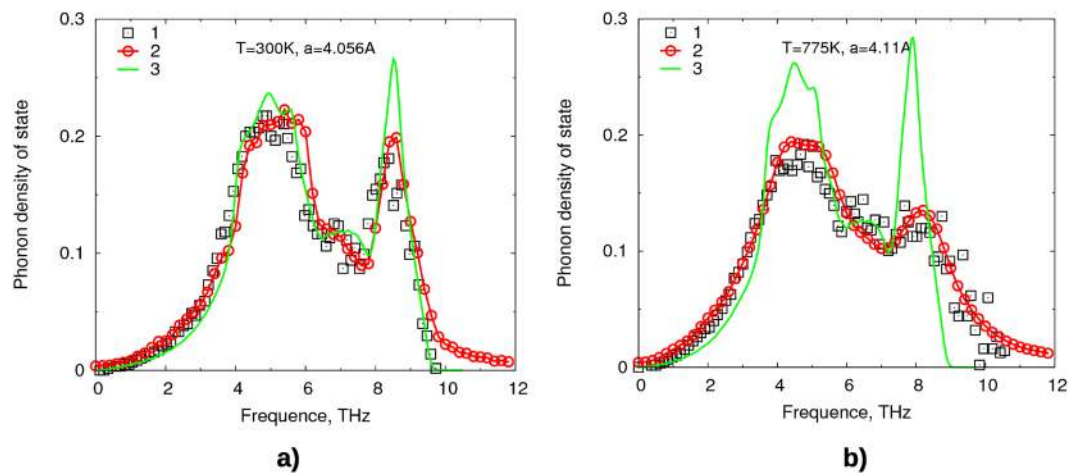 0.3
0.2
0.1
0
Phonon density of state
1
2
3
T=300K, a=4.056A
0 2 4 6 8 10 12
Frequence, THz
a)
0.3
0.2
0.1
0
Phonon density of state
1
2
3
T=775K, a=4.11A
0 2 4 6 8 10 12
Frequence, THz
b)